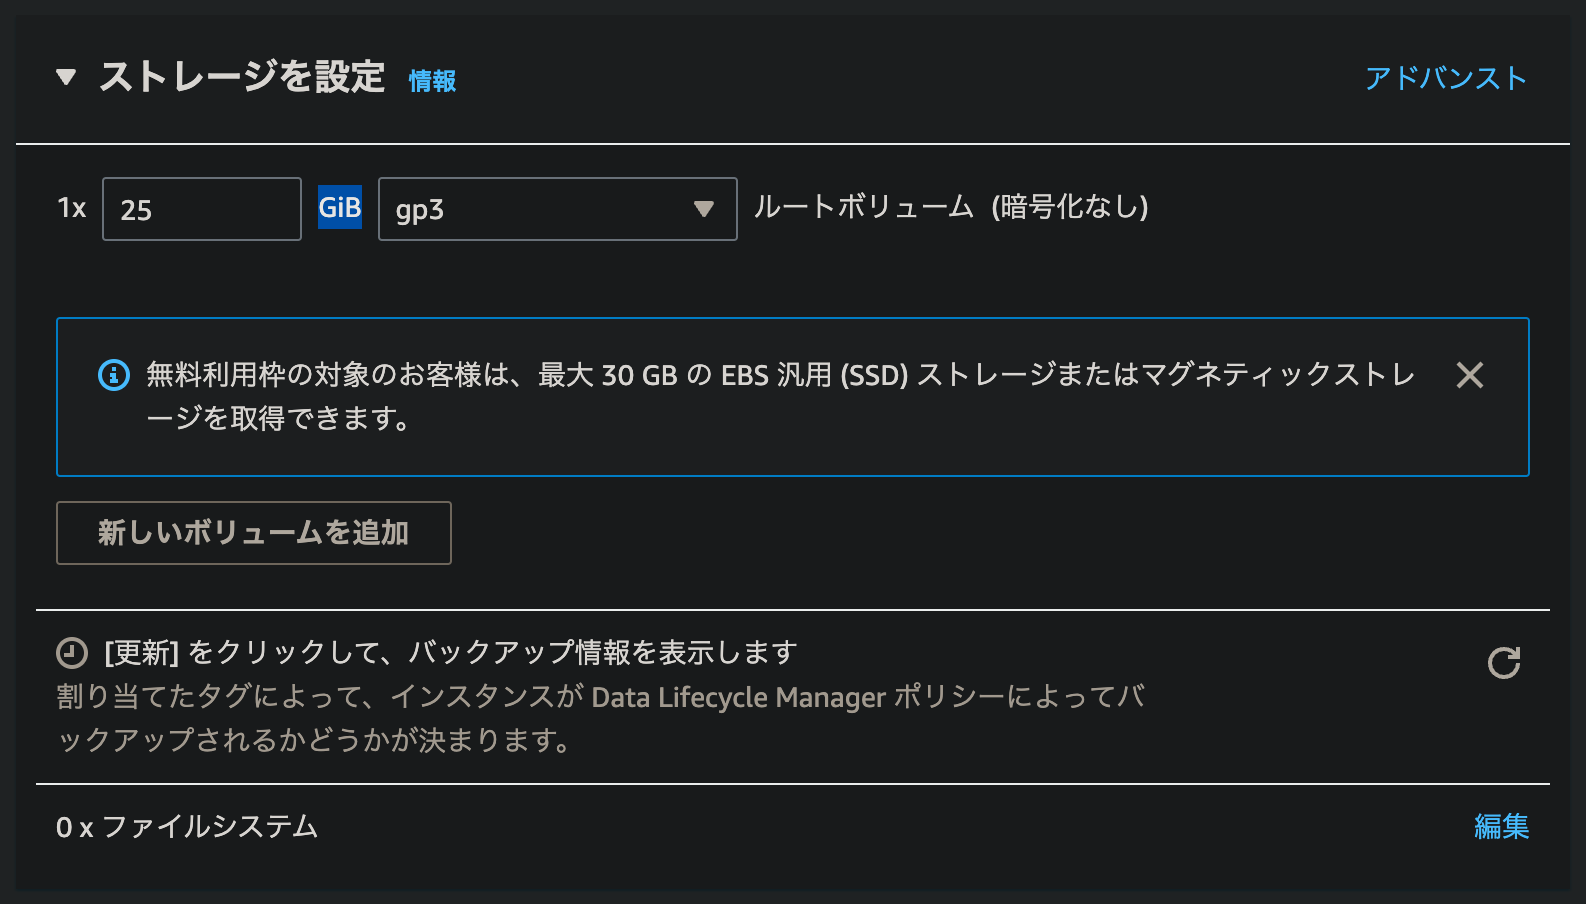 ストレージを設定 情報 アドバンスト
1x 25 GiB gp3 ルートボリューム (暗号化なし)
無料利用枠の対象のお客様は、最大 30 GB の EBS 汎用 (SSD) ストレージまたはマグネティックストレ
ージを取得できます。
新しいボリュームを追加
[更新] をクリックして、バックアップ情報を表示します
割り当てたタグによって、インスタンスが Data Lifecycle Manager ポリシーによってバ
ックアップされるかどうかが決まります。
0 x ファイルシステム 編集